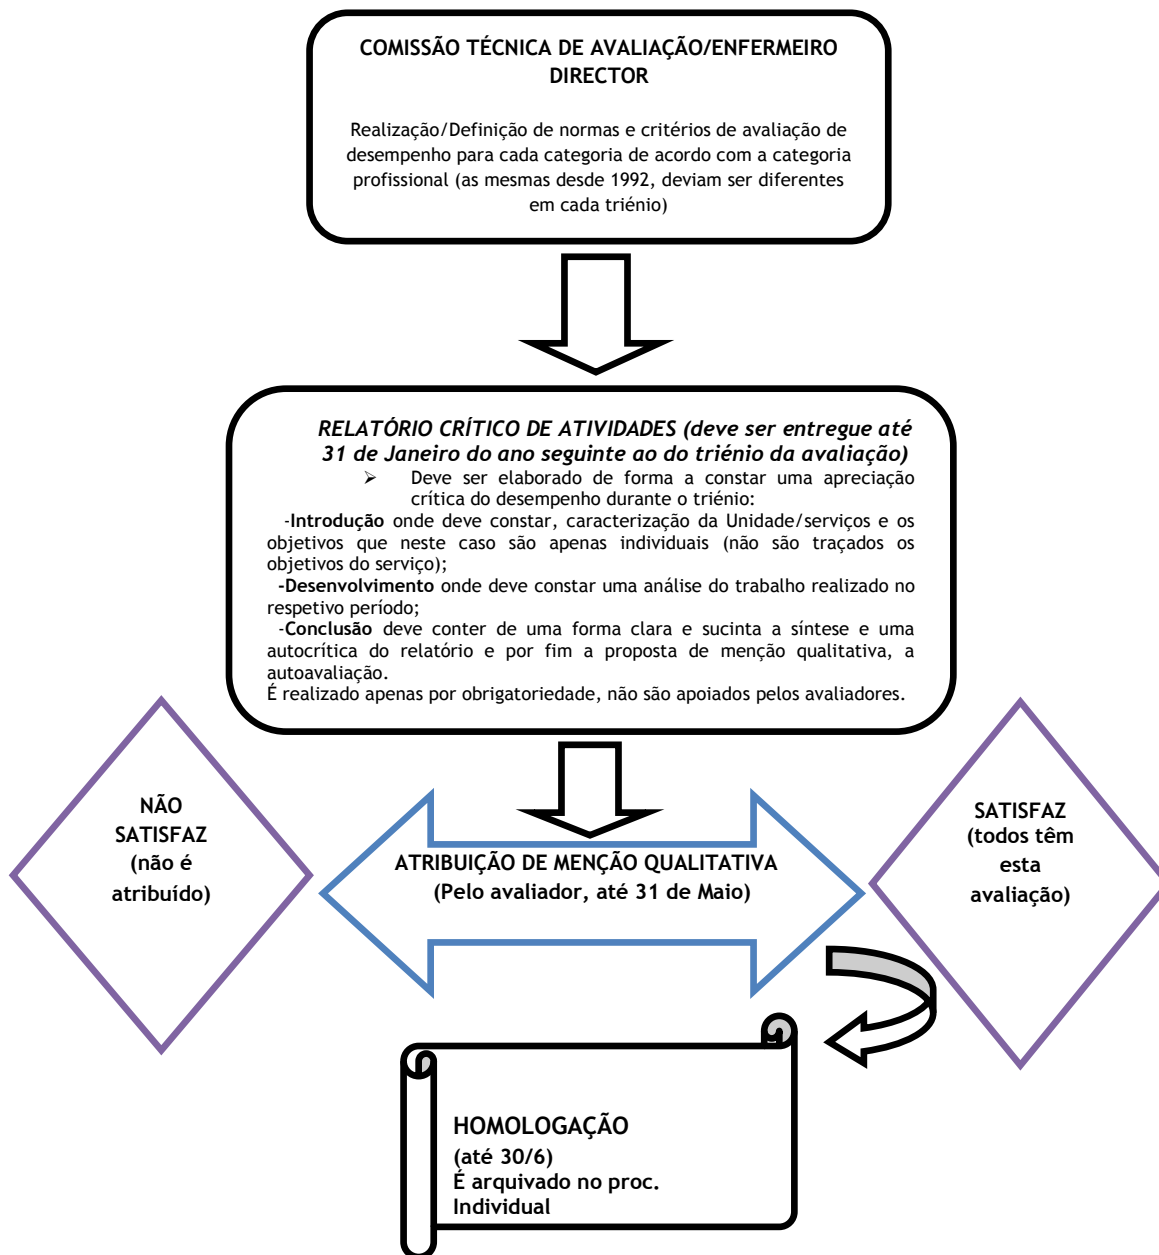 COMISSÃO TÉCNICA DE AVALIAÇÃO/ENFERMEIRO
DIRECTOR
Realização/Definição de normas e critérios de avaliação de
desempenho para cada categoria de acordo com a categoria
profissional (as mesmas desde 1992, deviam ser diferentes
em cada triénio)
RELATÓRIO CRÍTICO DE ATIVIDADES (deve ser entregue até
31 de Janeiro do ano seguinte ao do triénio da avaliação)
➢ Deve ser elaborado de forma a constar uma apreciação
crítica do desempenho durante o triénio:
-Introdução onde deve constar, caracterização da Unidade/serviços e os
objetivos que neste caso são apenas individuais (não são traçados os
objetivos do serviço);
-Desenvolvimento onde deve constar uma análise do trabalho realizado no
respetivo período;
-Conclusão deve conter de uma forma clara e sucinta a síntese e uma
autocrítica do relatório e por fim a proposta de menção qualitativa, a
autoavaliação.
É realizado apenas por obrigatoriedade, não são apoiados pelos avaliadores.
NÃO
SATISFAZ
(não é
atribuído)
ATRIBUIÇÃO DE MENÇÃO QUALITATIVA
(Pelo avaliador, até 31 de Maio)
SATISFAZ
(todos têm
esta
avaliação)
HOMOLOGAÇÃO
(até 30/6)
É arquivado no proc.
Individual